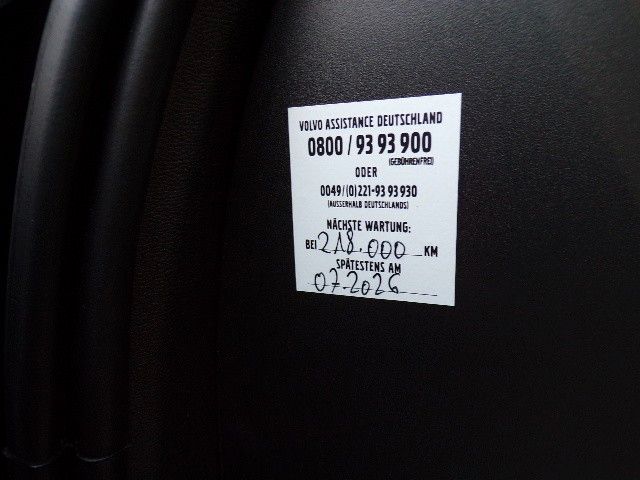 VOLVO ASSISTANCE DEUTSCHLAND
0800 / 93 93 900
(GEBÜHRENFREI)
ODER
0049/(0)221-93 93 930
(AUSSERHALB DEUTSCHLANDS)
NÄCHSTE WARTUNG:
BEI 218.000 KM
SPÄTESTENS AM
07-2026